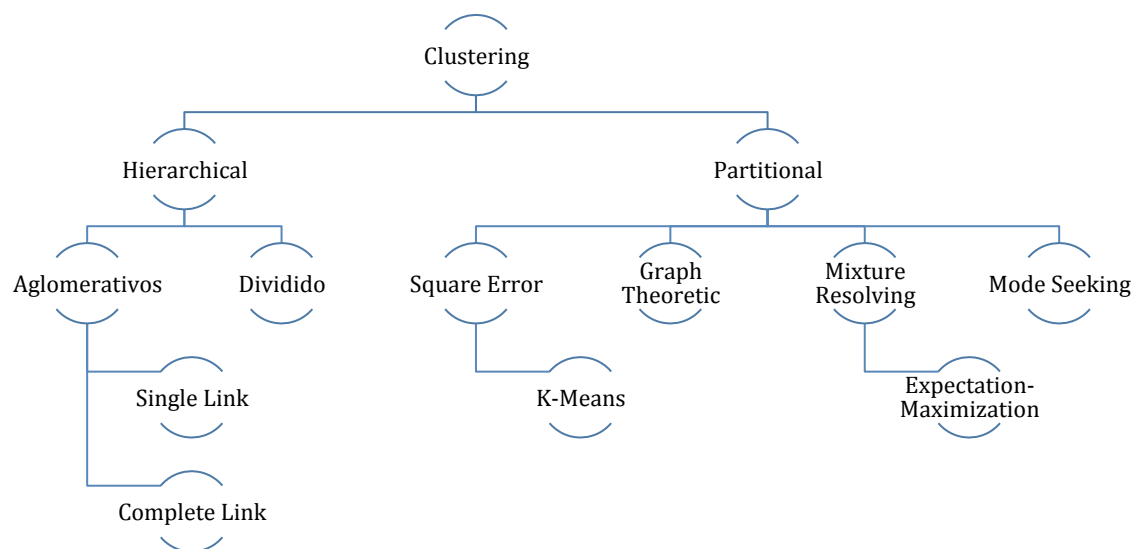 Clustering
Hierarchical
Partitional
Aglomerativos
Dividido
Square Error
Graph
Theoretic
Mixture
Resolving
Mode Seeking
Single Link
K-Means
Expectation-
Maximization
Complete Link